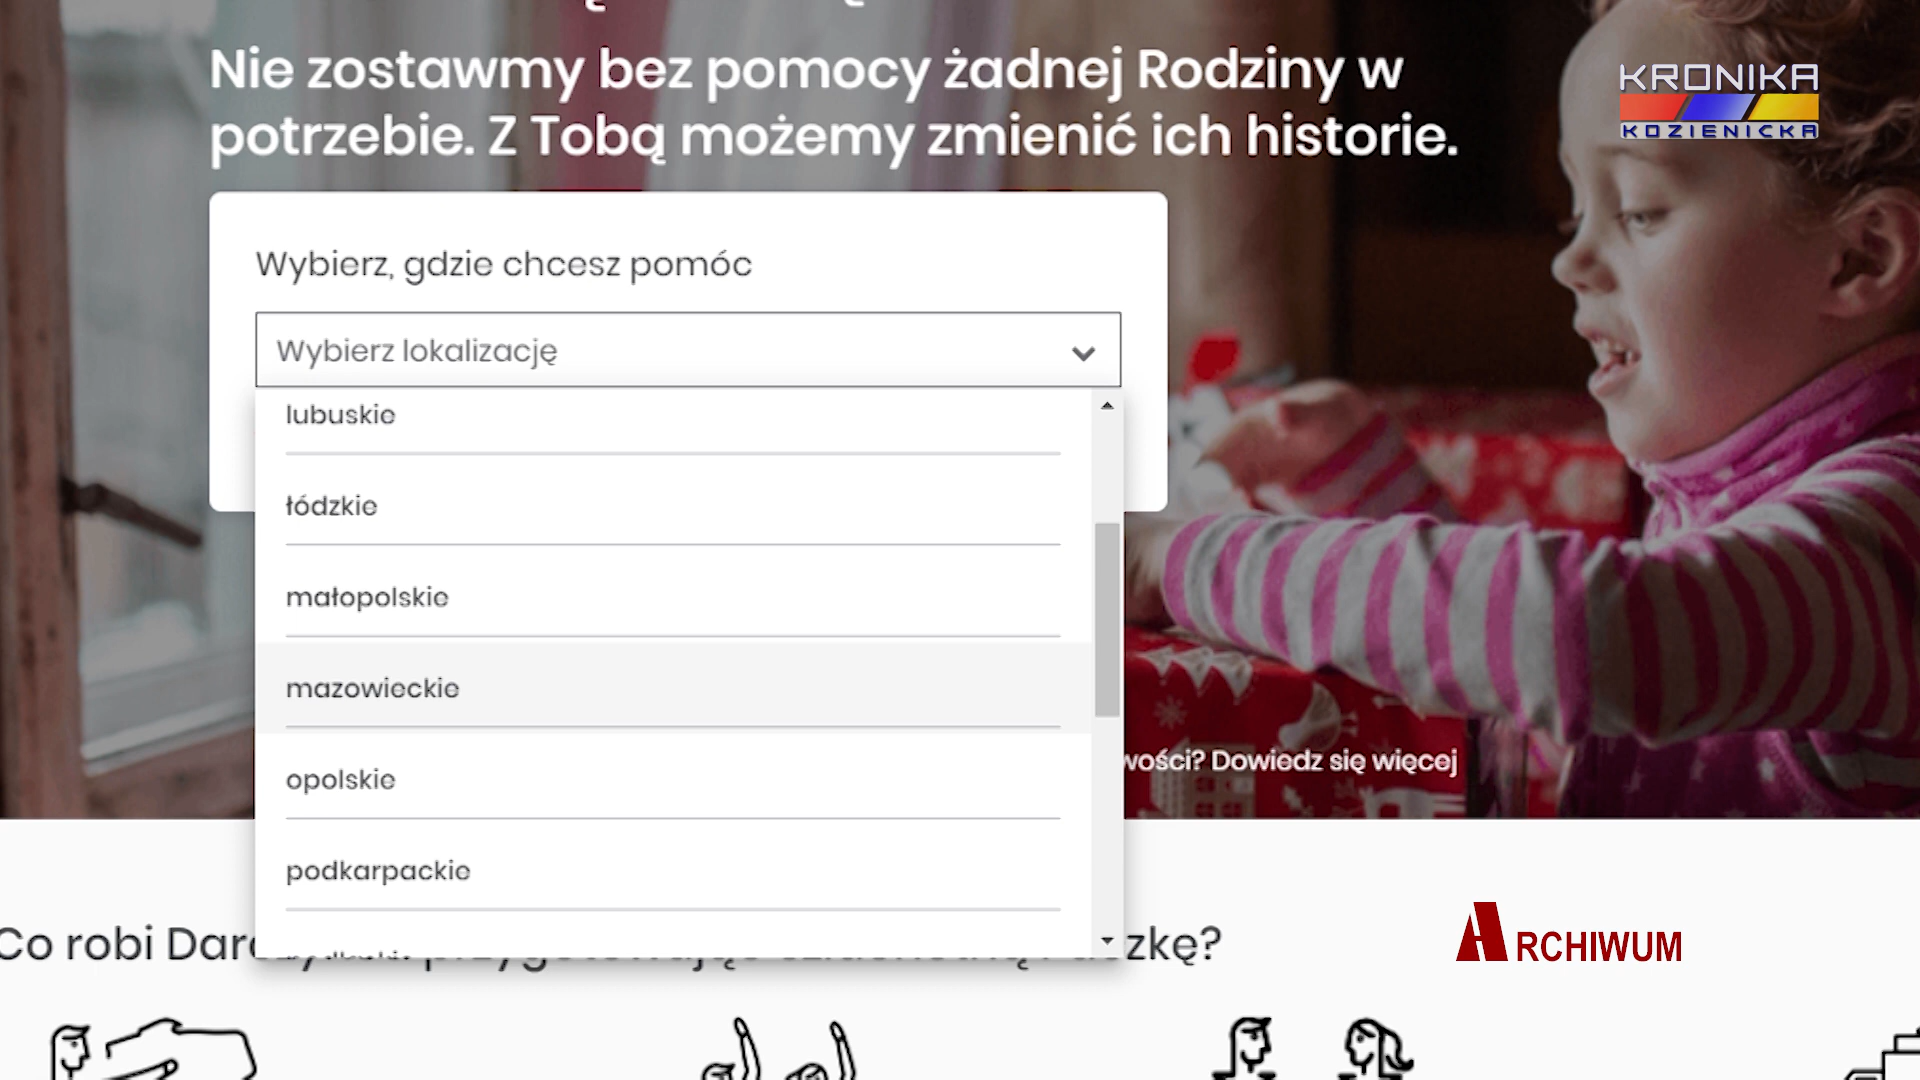 Nie zostawmy bez pomocy żadnej Rodziny w
potrzebie. Z Tobą możemy zmienić ich historie.
KRONIKA
KOZIENICKA
Wybierz, gdzie chcesz pomóc
Wybierz lokalizację
lubuskie
łódzkie
małopolskie
mazowieckie
opolskie
podkarpackie
wości? Dowiedz się więcej
Co robi Dar
zkę?
ARCHIWUM